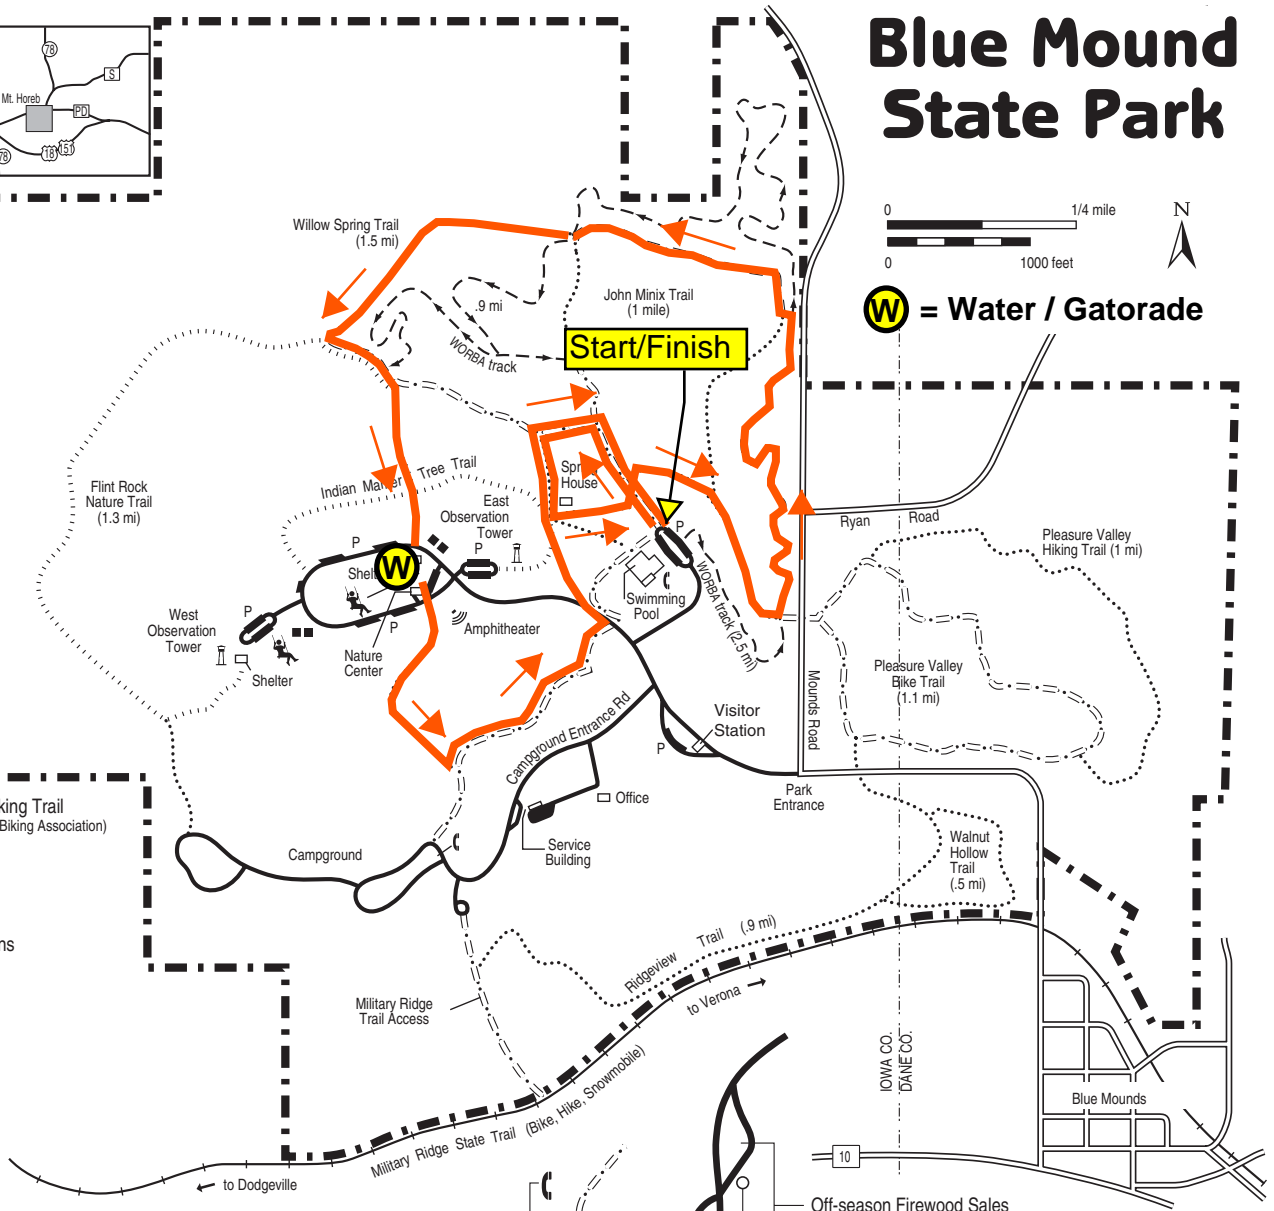 Blue Mound
State Park
78
S
Mt. Horeb
PD
18
151
78
0
1/4 mile
0
1000 feet
N
W = Water / Gatorade
Willow Spring Trail
(1.5 mi)
.9 mi
John Minix Trail
(1 mile)
WORBA track
Start/Finish
Flint Rock
Nature Trail
(1.3 mi)
Indian Marker Tree Trail
Spring
House
East
Observation
Tower
P
P
P
Ryan Road
Pleasure Valley
Hiking Trail (1 mi)
W
Shelter
Swimming
Pool
WORBA track (2.5 mi)
West
Observation
Tower
P
P
Amphitheater
Nature
Center
Shelter
Pleasure Valley
Bike Trail
(1.1 mi)
Mounds Road
Visitor
Station
P
Campground Entrance Rd
Park
Entrance
Office
king Trail
Biking Association)
Campground
Service
Building
Walnut
Hollow
Trail
(.5 mi)
ns
Ridgeview Trail (.9 mi)
to Verona
Military Ridge
Trail Access
IOWA CO.
DANE CO.
Blue Mounds
Military Ridge State Trail (Bike, Hike, Snowmobile)
10
to Dodgeville
Off-season Firewood Sales